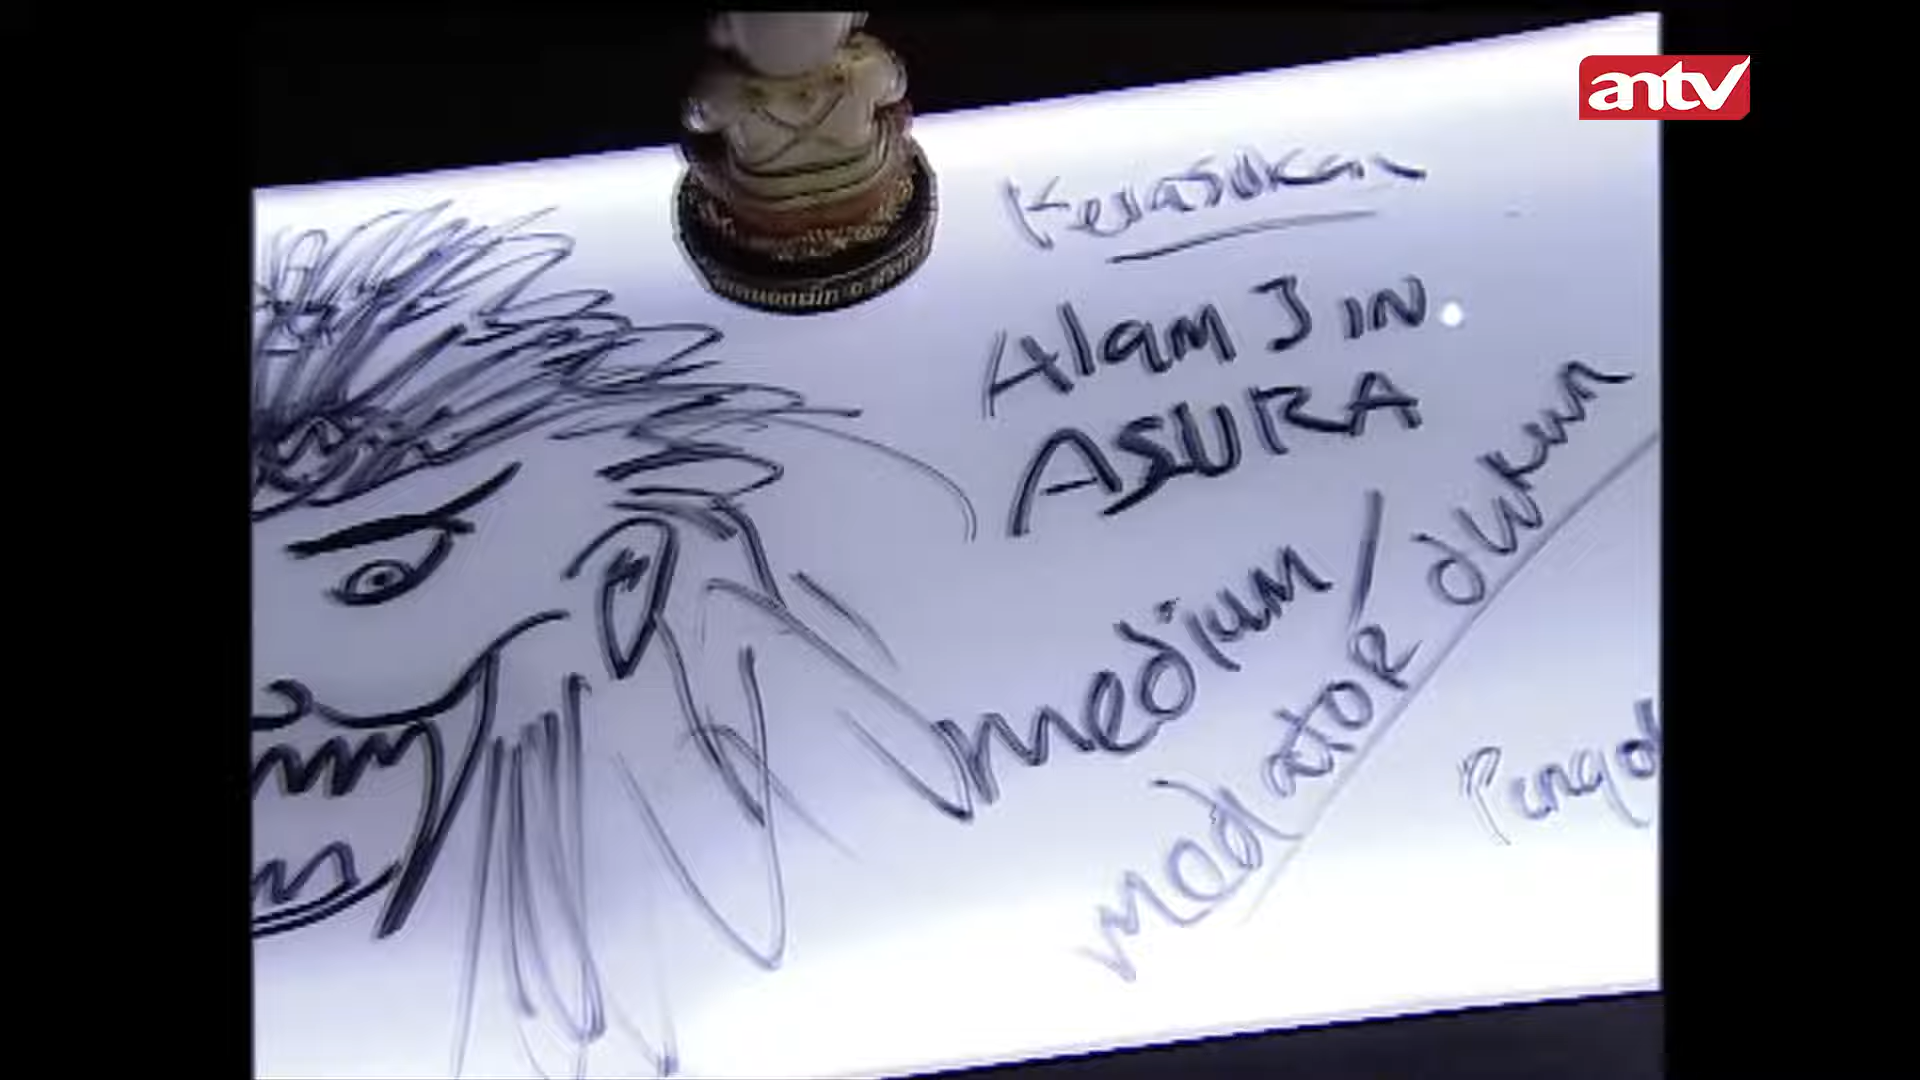 antv
Kerasukan
Alam JIN
ASURA
medium/
mediator dukun